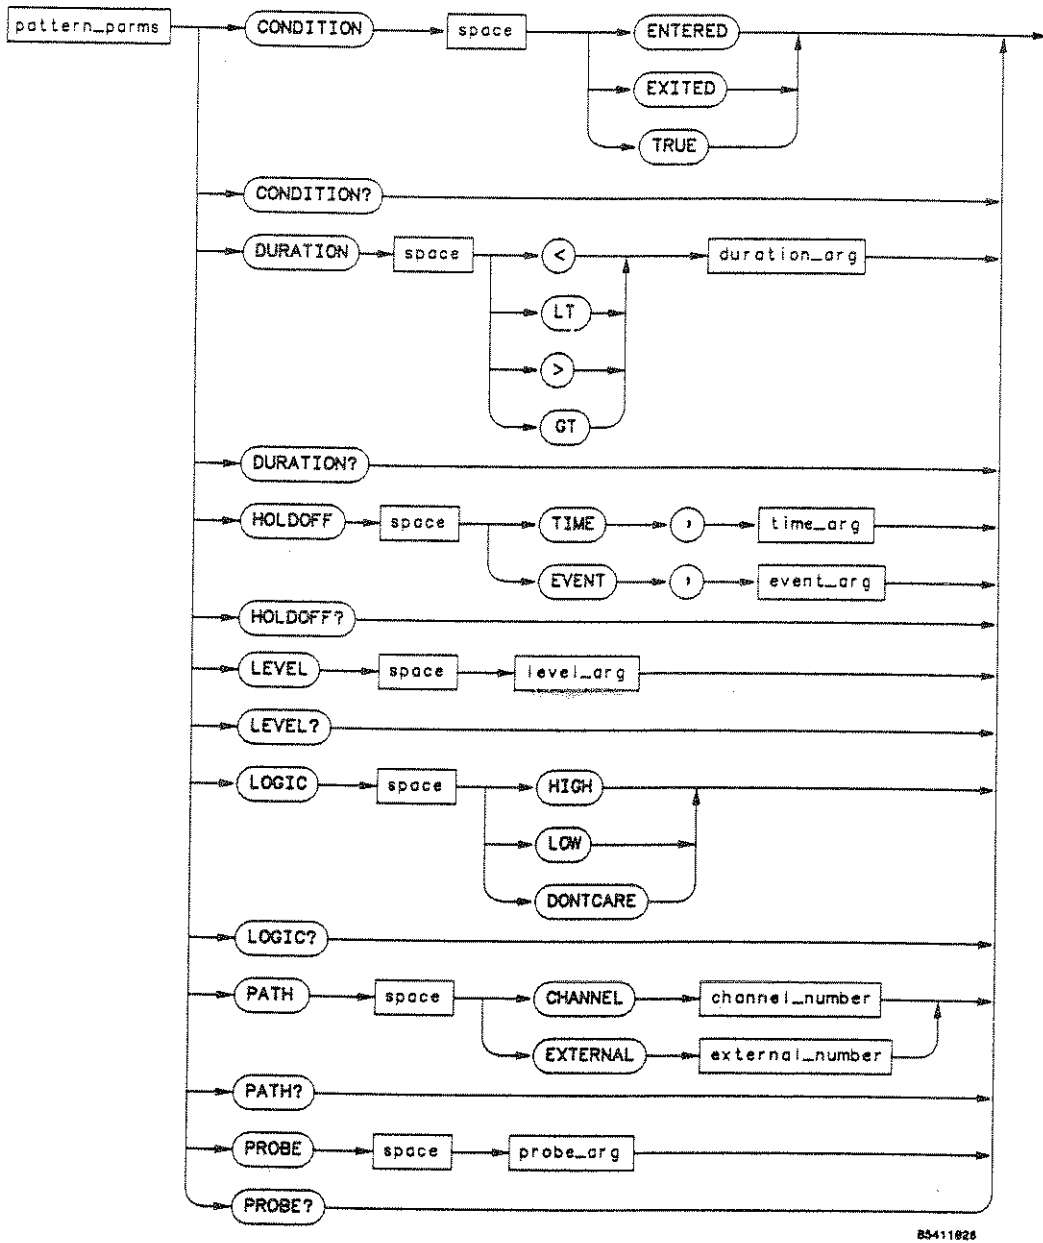 pattern_parms CONDITION space ENTERED
EXITED
TRUE
CONDITION?
DURATION space < duration_arg
LT
>
GT
DURATION?
HOLDOFF space TIME , time_arg
EVENT , event_arg
HOLDOFF?
LEVEL space level_arg
LEVEL?
LOGIC space HIGH
LOW
DONTCARE
LOGIC?
PATH space CHANNEL channel_number
EXTERNAL external_number
PATH?
PROBE space probe_arg
PROBE?